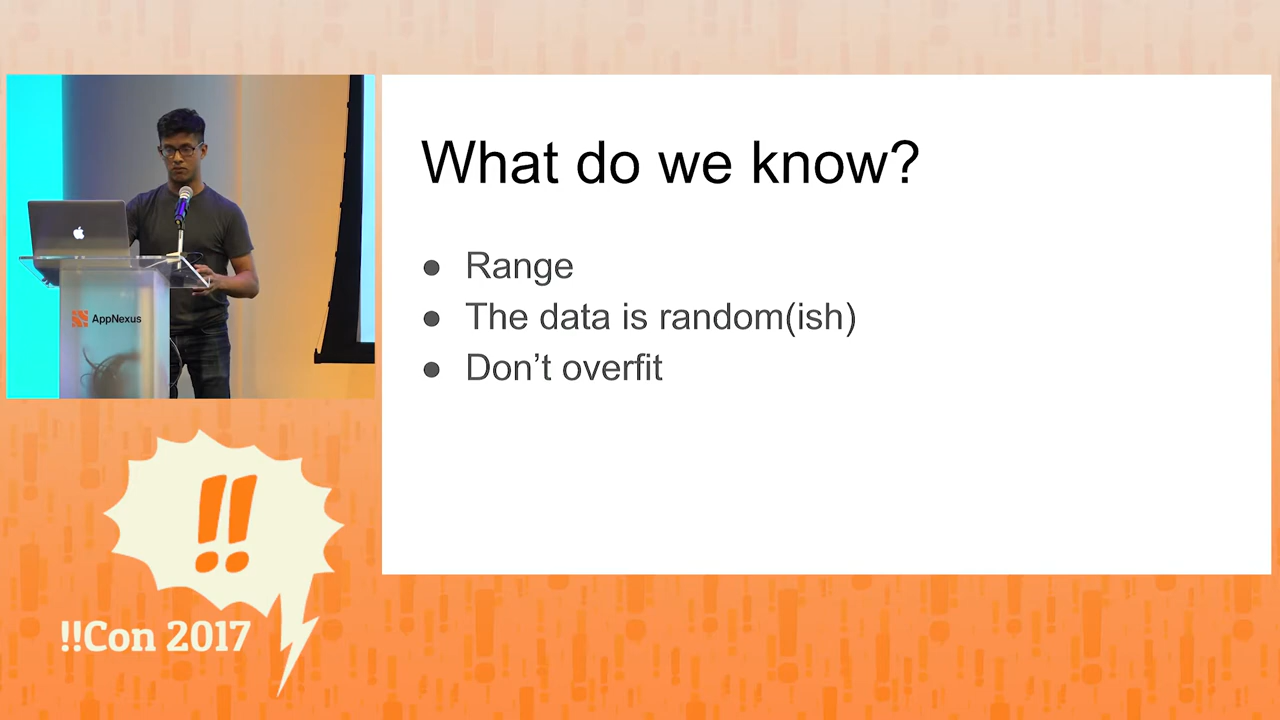 What do we know?
● Range
● The data is random(ish)
● Don’t overfit
AppNexus
!!
!!Con 2017